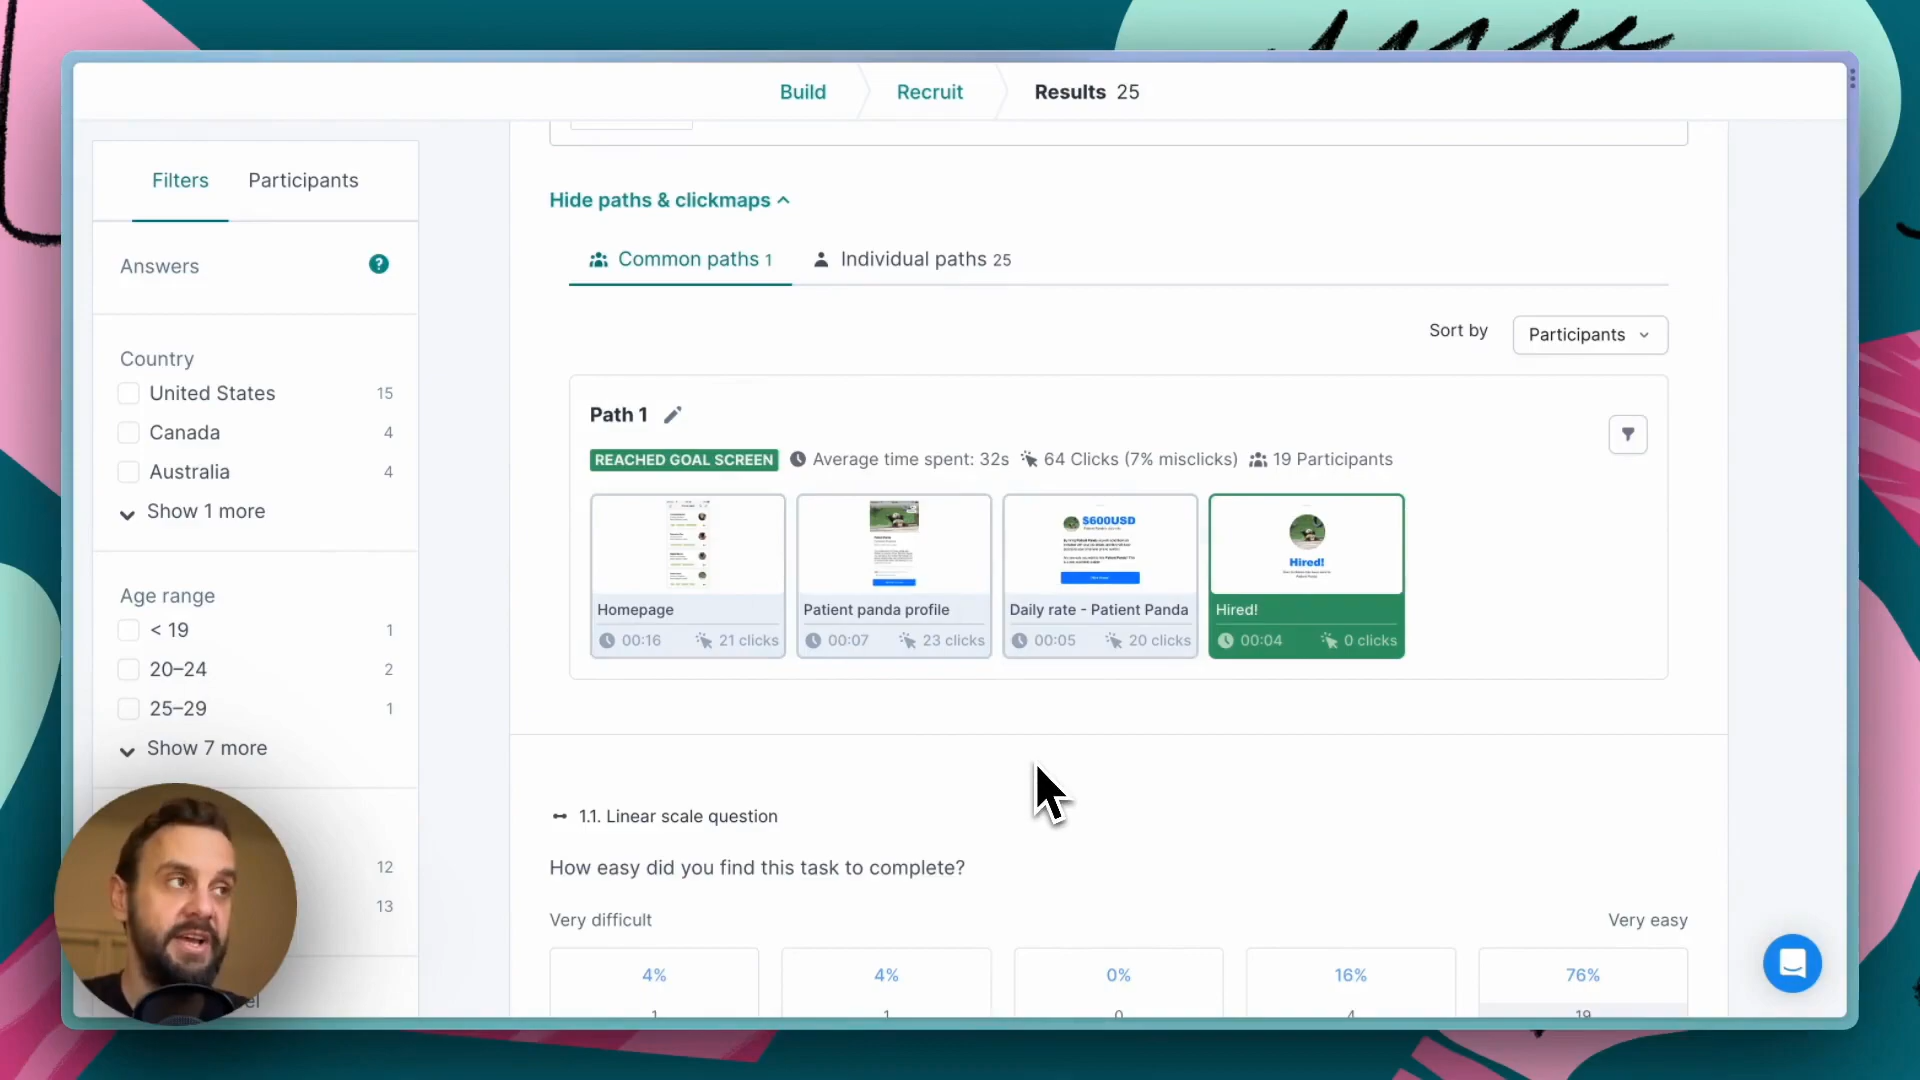 Build
Recruit
Results 25
Filters
Participants
Answers
?
Country
United States 15
Canada 4
Australia 4
Show 1 more
Age range
< 19 1
20–24 2
25–29 1
Show 7 more
12
13
el
Hide paths & clickmaps
Common paths 1
Individual paths 25
Sort by
Participants
Path 1
REACHED GOAL SCREEN
Average time spent: 32s
64 Clicks (7% misclicks)
19 Participants
$600USD
Hired!
Homepage
00:16
21 clicks
Patient panda profile
00:07
23 clicks
Daily rate - Patient Panda
00:05
20 clicks
Hired!
00:04
0 clicks
1.1. Linear scale question
How easy did you find this task to complete?
Very difficult
Very easy
4%
4%
0%
16%
76%
1
1
0
4
19